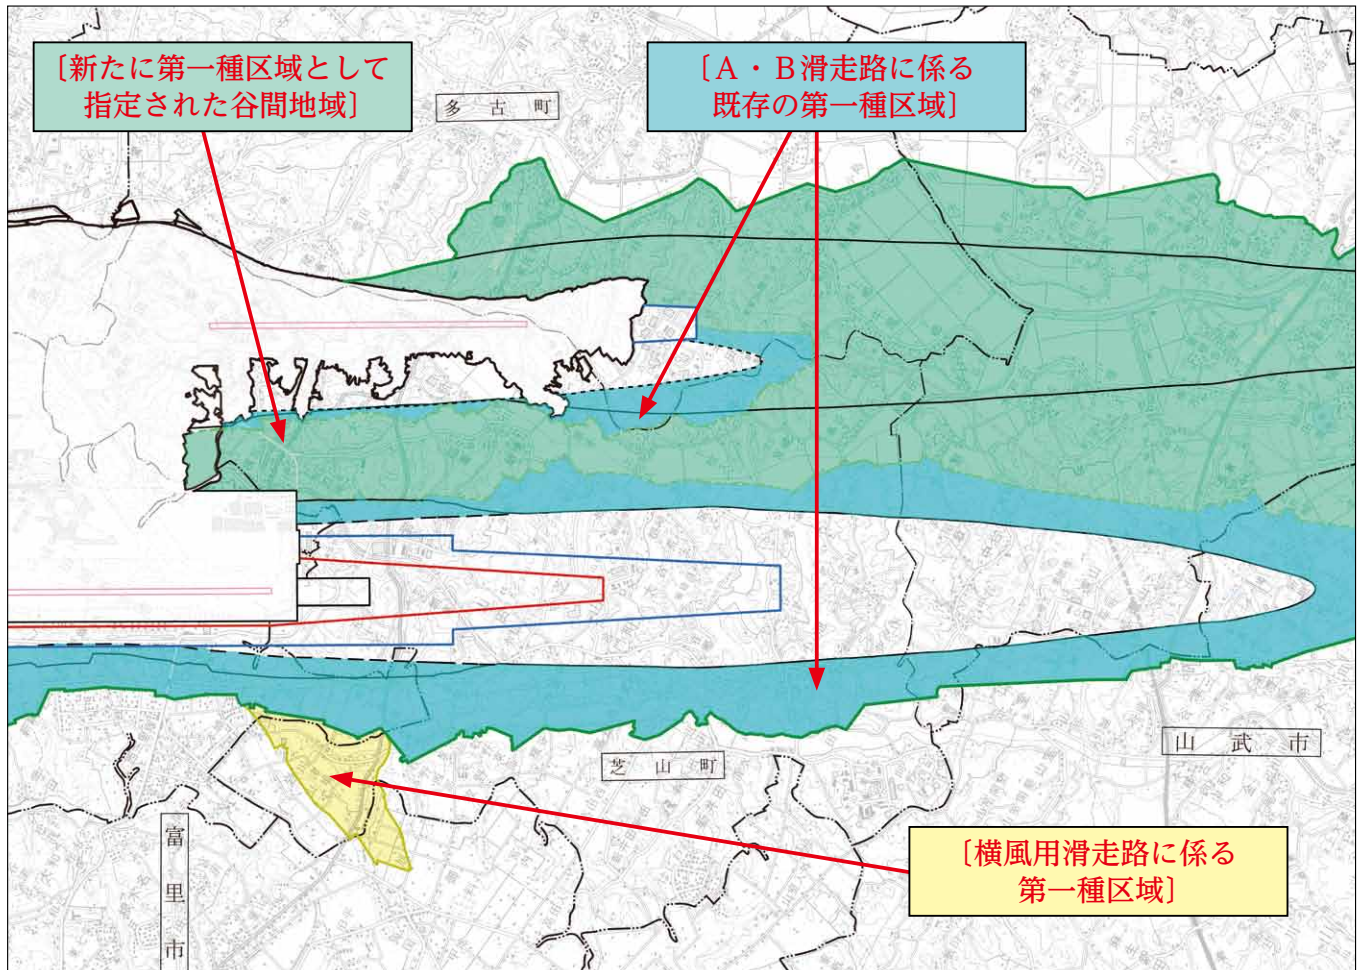 〔新たに第一種区域として
指定された谷間地域〕
〔A・B滑走路に係る
既存の第一種区域〕
多古町
芝山町
山武市
〔横風用滑走路に係る
第一種区域〕
富里市